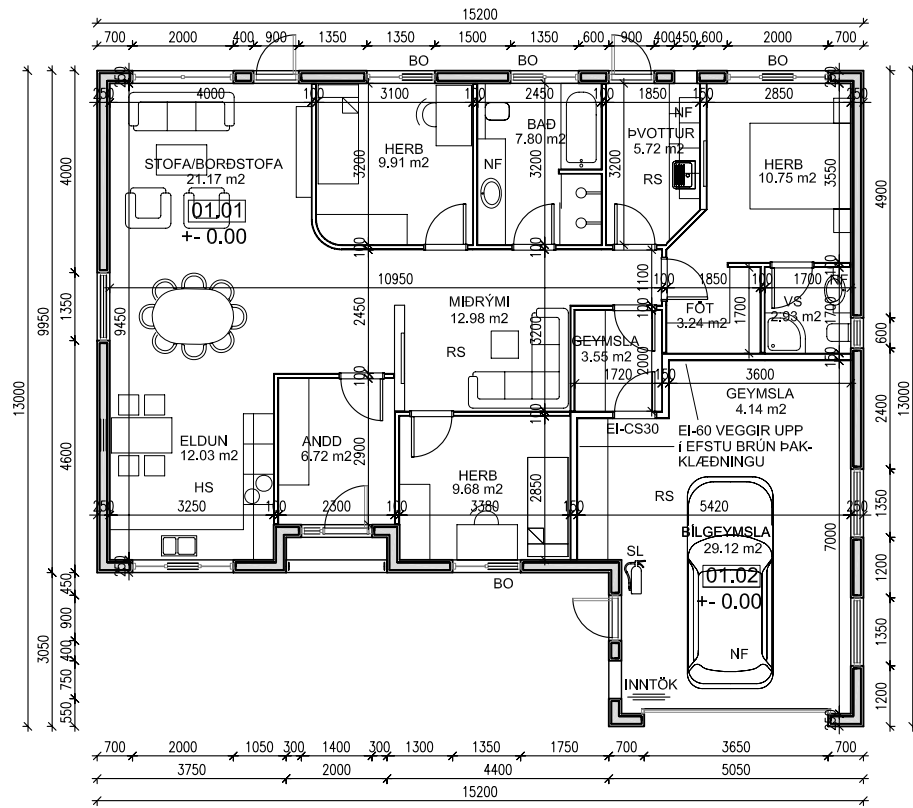 15200
700 2000 400 900 1350 1350 1500 1350 600 900 400 450 600 2000 700
BO BO BO
250 4000 100 3100 100 2450 100 1850 150 2850 250
STOFA/BORÐSTOFA
21.17 m2
01.01
+- 0.00
HERB
9.91 m2
3200
BAÐ
7.80 m2
NF
3200
ÞVOTTUR
5.72 m2
NF
RS
3200
HERB
10.75 m2
3550
13000
9950
3050
4000
1350
4600
9450
10950
2450
100
100
MIÐRÝMI
12.98 m2
RS
3200
100
100
1100
100
100 1850 100 1700
FÖT
3.24 m2
1700
VS
2.93 m2
NF
1700
GEYMSLA
3.55 m2
2000
1720 150 3600
GEYMSLA
4.14 m2
EI-60 VEGGIR UPP
í EFSTU BRÚN ÞAK-
KLÆÐNINGU
EI-CS30
RS
ELDUN
12.03 m2
HS
ANDD
6.72 m2
2900
HERB
9.68 m2
2850
250 3250 100 2300 100 3380 150 5420 250
BÍLGEYMSLA
29.12 m2
01.02
+- 0.00
7000
SL
BO
NF
INNTÖK
450
900
400
750
550
4900
600
2400
1350
1200
1350
1200
13000
700 2000 1050 300 1400 300 1300 1350 1750 700 3650 700
3750 2000 4400 5050
15200